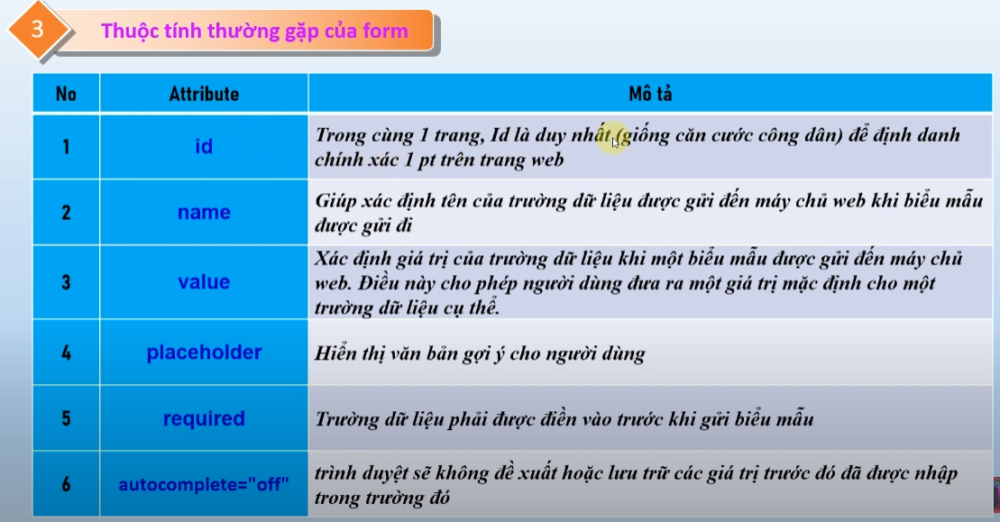 3
Thuộc tính thường gặp của form
No Attribute Mô tả
1 id Trong cùng 1 trang, Id là duy nhất (giống căn cước công dân) để định danh
chính xác 1 pt trên trang web
2 name Giúp xác định tên của trường dữ liệu được gửi đến máy chủ web khi biểu mẫu
được gửi đi
3 value Xác định giá trị của trường dữ liệu khi một biểu mẫu được gửi đến máy chủ
web. Điều này cho phép người dùng đưa ra một giá trị mặc định cho một
trường dữ liệu cụ thể.
4 placeholder Hiển thị văn bản gợi ý cho người dùng
5 required Trường dữ liệu phải được điền vào trước khi gửi biểu mẫu
6 autocomplete="off" trình duyệt sẽ không đề xuất hoặc lưu trữ các giá trị trước đó đã được nhập
trong trường đó